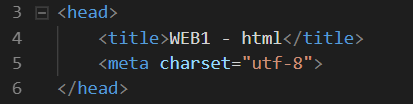 3 <head>
4     <title>WEB1 - html</title>
5     <meta charset="utf-8">
6 </head>